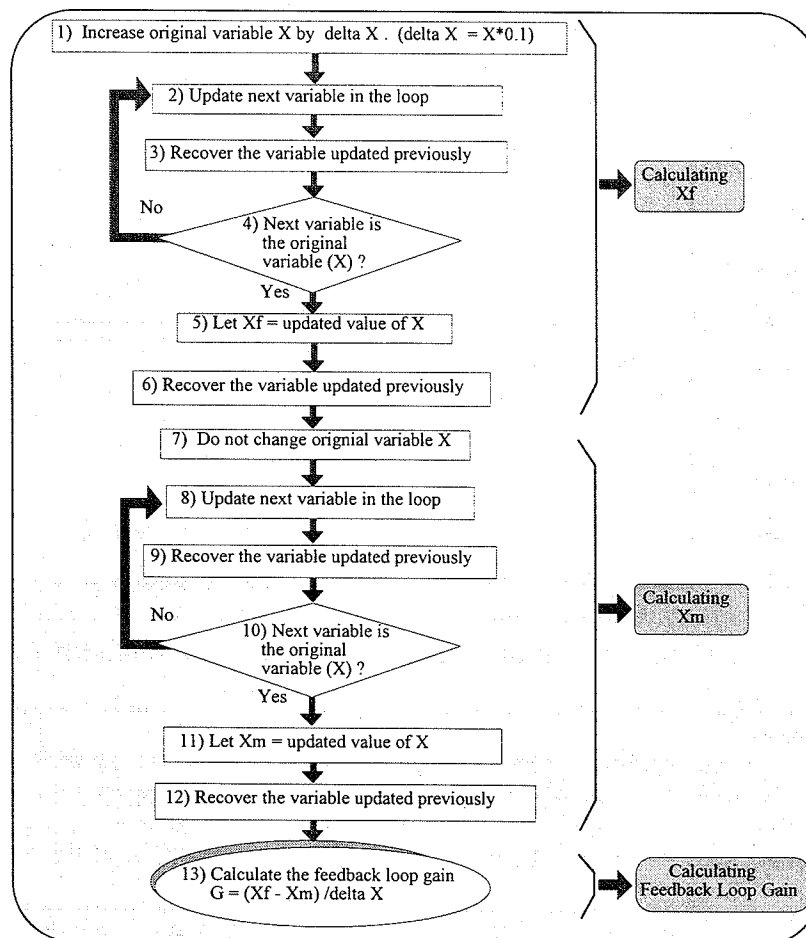 1) Increase original variable X by delta X . (delta X = X*0.1)
2) Update next variable in the loop
3) Recover the variable updated previously
No
4) Next variable is
the original
variable (X) ?
Yes
5) Let Xf = updated value of X
6) Recover the variable updated previously
Calculating
Xf
7) Do not change orignial variable X
8) Update next variable in the loop
9) Recover the variable updated previously
No
10) Next variable is
the original
variable (X) ?
Yes
11) Let Xm = updated value of X
12) Recover the variable updated previously
Calculating
Xm
13) Calculate the feedback loop gain
G = (Xf - Xm) /delta X
Calculating
Feedback Loop Gain